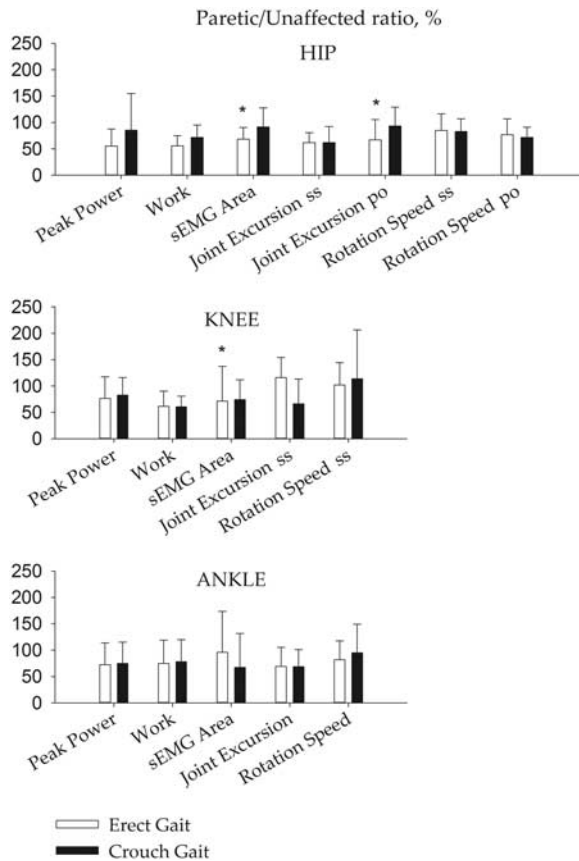 Paretic/Unaffected ratio, %
HIP
250
200
150
100
50
0
*
*
Peak Power
Work
sEMG Area
Joint Excursion ss
Joint Excursion po
Rotation Speed ss
Rotation Speed po
KNEE
250
200
150
100
50
0
*
Peak Power
Work
sEMG Area
Joint Excursion ss
Rotation Speed ss
ANKLE
250
200
150
100
50
0
Peak Power
Work
sEMG Area
Joint Excursion
Rotation Speed
Erect Gait
Crouch Gait